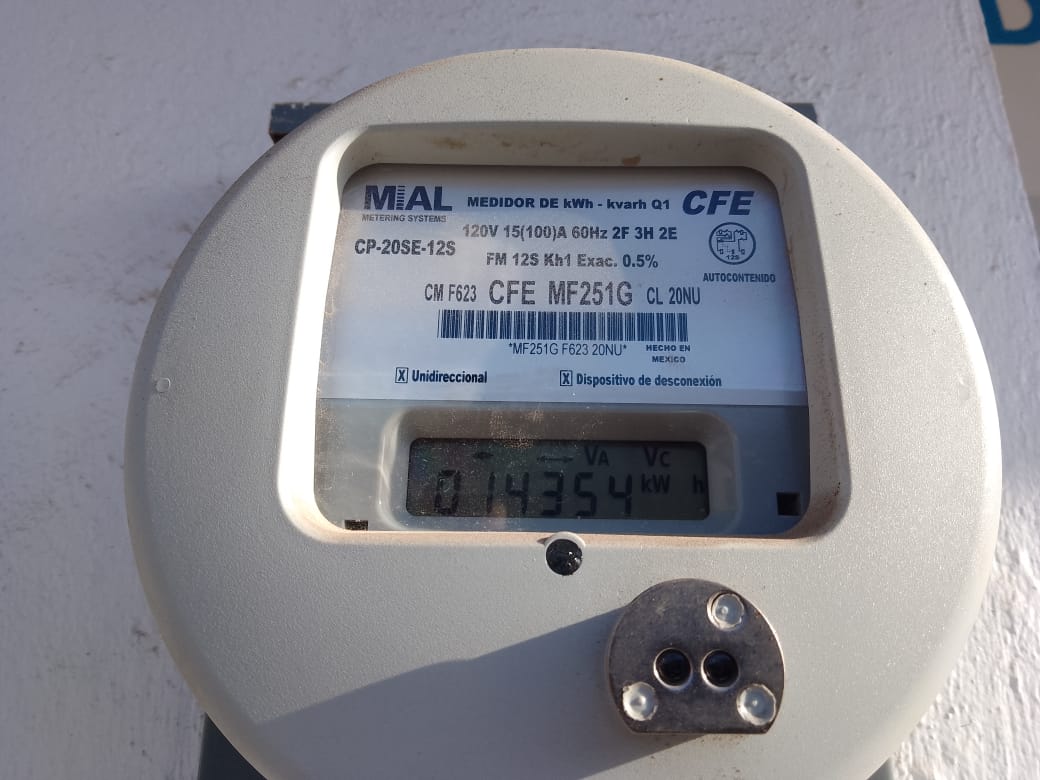 MIAL
METERING SYSTEMS
MEDIDOR DE kWh - kvarh Q1
CFE
120V 15(100)A 60Hz 2F 3H 2E
CP-20SE-12S
FM 12S Kh1 Exac. 0.5%
12S
AUTOCONTENIDO
CM F623 CFE MF251G CL 20NU
*MF251G F623 20NU*
HECHO EN
MEXICO
X Unidireccional
X Dispositivo de desconexión
VA VC
014354 kW h